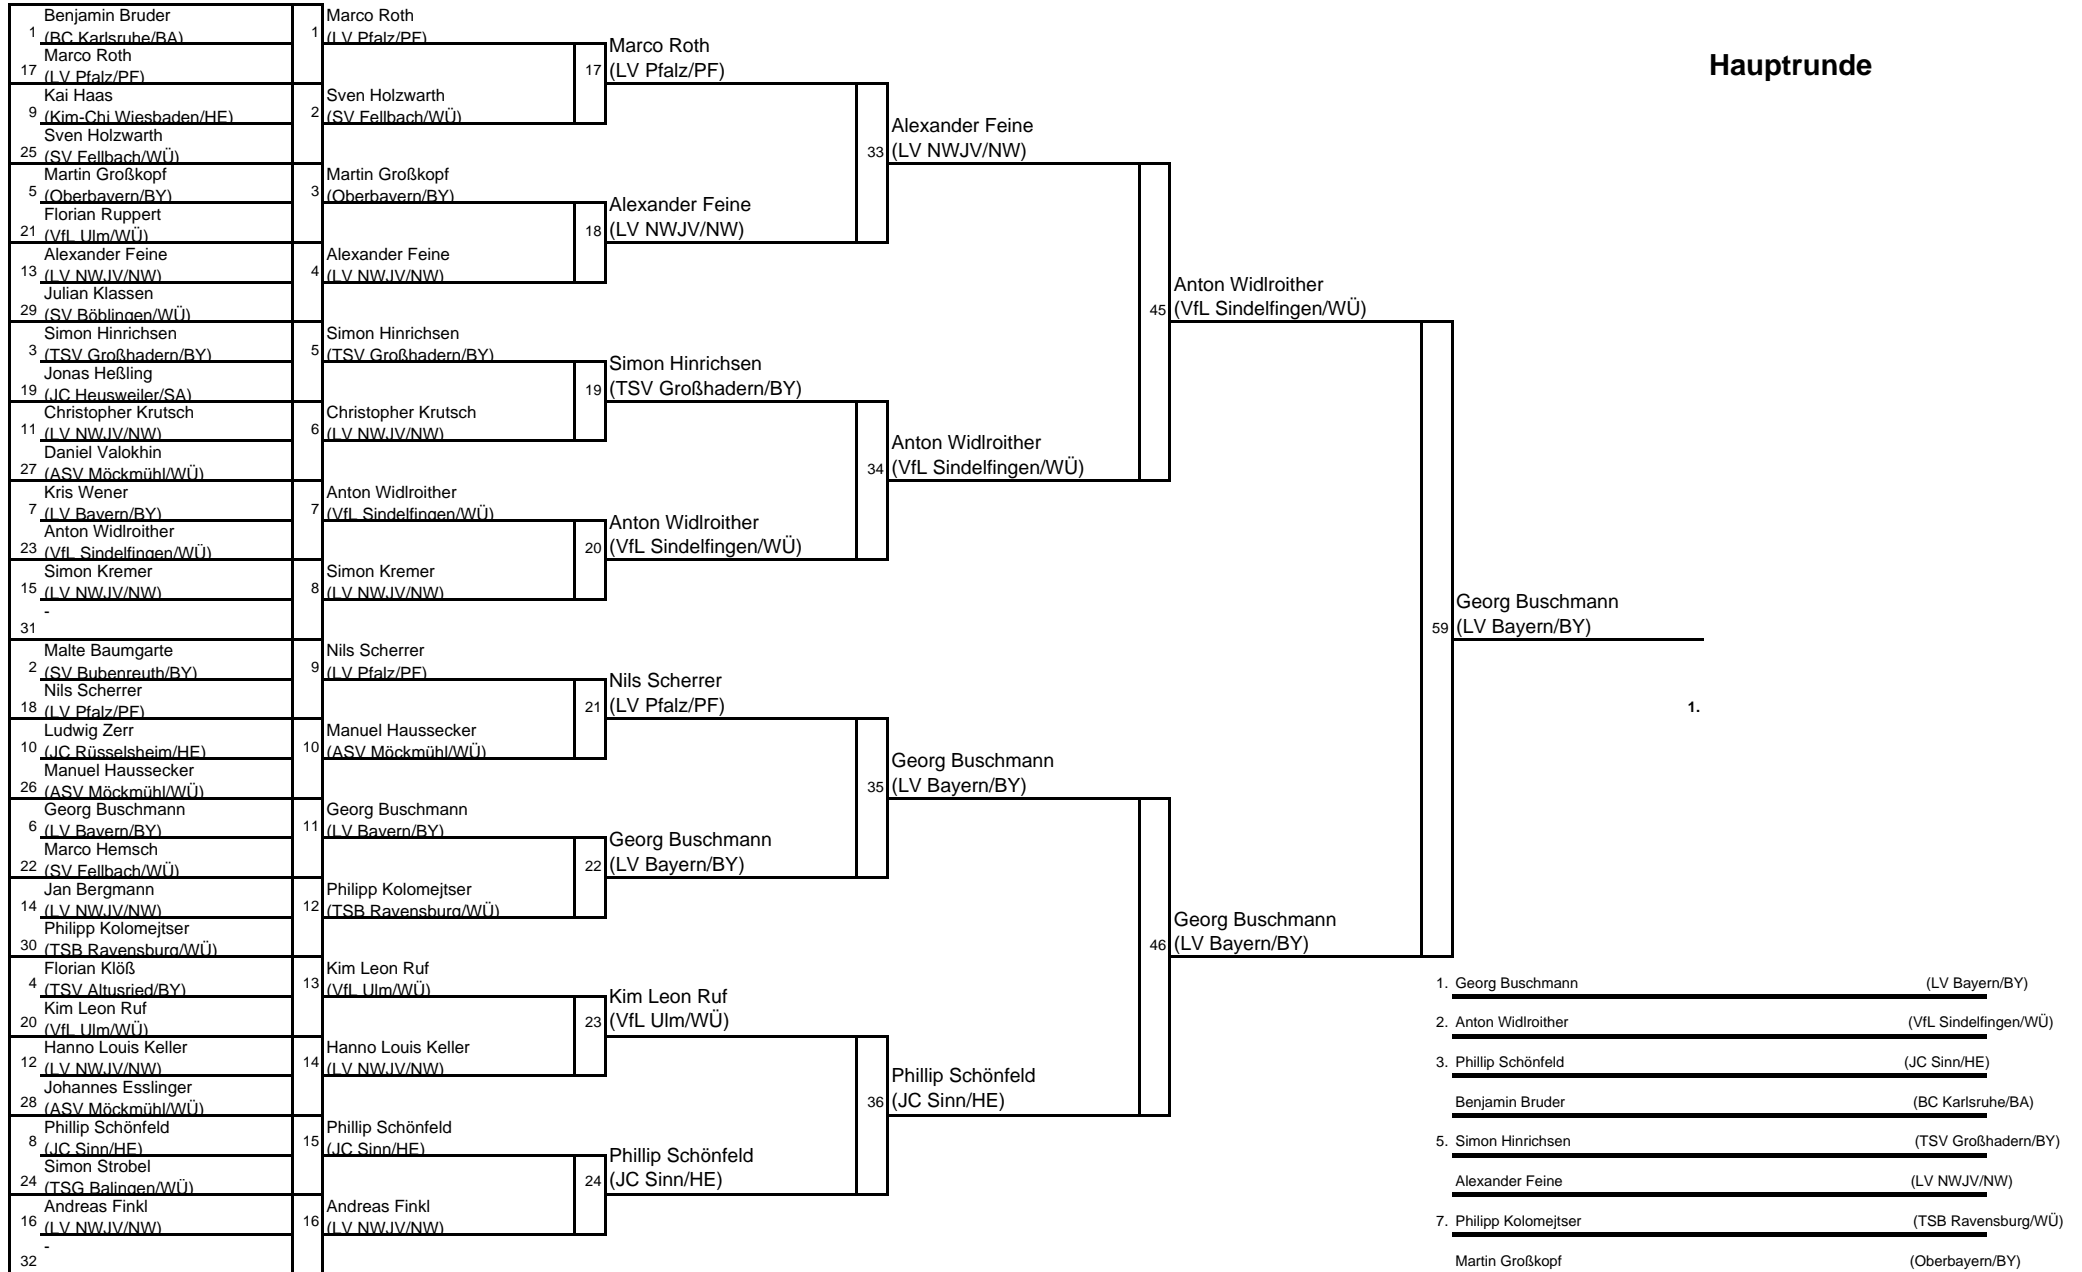 Hauptrunde
Benjamin Bruder
1 (BC Karlsruhe/BA)
Marco Roth
17 (LV Pfalz/PF)
Kai Haas
9 (Kim-Chi Wiesbaden/HE)
Sven Holzwarth
25 (SV Fellbach/WÜ)
Martin Großkopf
5 (Oberbayern/BY)
Florian Ruppert
21 (VfL Ulm/WÜ)
Alexander Feine
13 (LV NWJV/NW)
Julian Klassen
29 (SV Böblingen/WÜ)
Simon Hinrichsen
3 (TSV Großhadern/BY)
Jonas Heßling
19 (JC Heusweiler/SA)
Christopher Krutsch
11 (LV NWJV/NW)
Daniel Valokhin
27 (ASV Möckmühl/WÜ)
Kris Wener
7 (LV Bayern/BY)
Anton Widlroither
23 (VfL Sindelfingen/WÜ)
Simon Kremer
15 (LV NWJV/NW)
-
31
Malte Baumgarte
2 (SV Bubenreuth/BY)
Nils Scherrer
18 (LV Pfalz/PF)
Ludwig Zerr
10 (JC Rüsselsheim/HE)
Manuel Haussecker
26 (ASV Möckmühl/WÜ)
Georg Buschmann
6 (LV Bayern/BY)
Marco Hemsch
22 (SV Fellbach/WÜ)
Jan Bergmann
14 (LV NWJV/NW)
Philipp Kolomejtser
30 (TSB Ravensburg/WÜ)
Florian Klöß
4 (TSV Altusried/BY)
Kim Leon Ruf
20 (VfL Ulm/WÜ)
Hanno Louis Keller
12 (LV NWJV/NW)
Johannes Esslinger
28 (ASV Möckmühl/WÜ)
Phillip Schönfeld
8 (JC Sinn/HE)
Simon Strobel
24 (TSG Balingen/WÜ)
Andreas Finkl
16 (LV NWJV/NW)
-
32
Marco Roth
1 (LV Pfalz/PF)
Sven Holzwarth
2 (SV Fellbach/WÜ)
Martin Großkopf
3 (Oberbayern/BY)
Alexander Feine
4 (LV NWJV/NW)
Simon Hinrichsen
5 (TSV Großhadern/BY)
Christopher Krutsch
6 (LV NWJV/NW)
Anton Widlroither
7 (VfL Sindelfingen/WÜ)
Simon Kremer
8 (LV NWJV/NW)
Nils Scherrer
9 (LV Pfalz/PF)
Manuel Haussecker
10 (ASV Möckmühl/WÜ)
Georg Buschmann
11 (LV Bayern/BY)
Philipp Kolomejtser
12 (TSB Ravensburg/WÜ)
Kim Leon Ruf
13 (VfL Ulm/WÜ)
Hanno Louis Keller
14 (LV NWJV/NW)
Phillip Schönfeld
15 (JC Sinn/HE)
Andreas Finkl
16 (LV NWJV/NW)
Marco Roth
17 (LV Pfalz/PF)
Alexander Feine
18 (LV NWJV/NW)
Simon Hinrichsen
19 (TSV Großhadern/BY)
Anton Widlroither
20 (VfL Sindelfingen/WÜ)
Nils Scherrer
21 (LV Pfalz/PF)
Georg Buschmann
22 (LV Bayern/BY)
Kim Leon Ruf
23 (VfL Ulm/WÜ)
Phillip Schönfeld
24 (JC Sinn/HE)
Alexander Feine
33 (LV NWJV/NW)
Anton Widlroither
34 (VfL Sindelfingen/WÜ)
Georg Buschmann
35 (LV Bayern/BY)
Phillip Schönfeld
36 (JC Sinn/HE)
Anton Widlroither
45 (VfL Sindelfingen/WÜ)
Georg Buschmann
46 (LV Bayern/BY)
Georg Buschmann
59 (LV Bayern/BY)
1.
1. Georg Buschmann (LV Bayern/BY)
2. Anton Widlroither (VfL Sindelfingen/WÜ)
3. Phillip Schönfeld (JC Sinn/HE)
Benjamin Bruder (BC Karlsruhe/BA)
5. Simon Hinrichsen (TSV Großhadern/BY)
Alexander Feine (LV NWJV/NW)
7. Philipp Kolomejtser (TSB Ravensburg/WÜ)
Martin Großkopf (Oberbayern/BY)